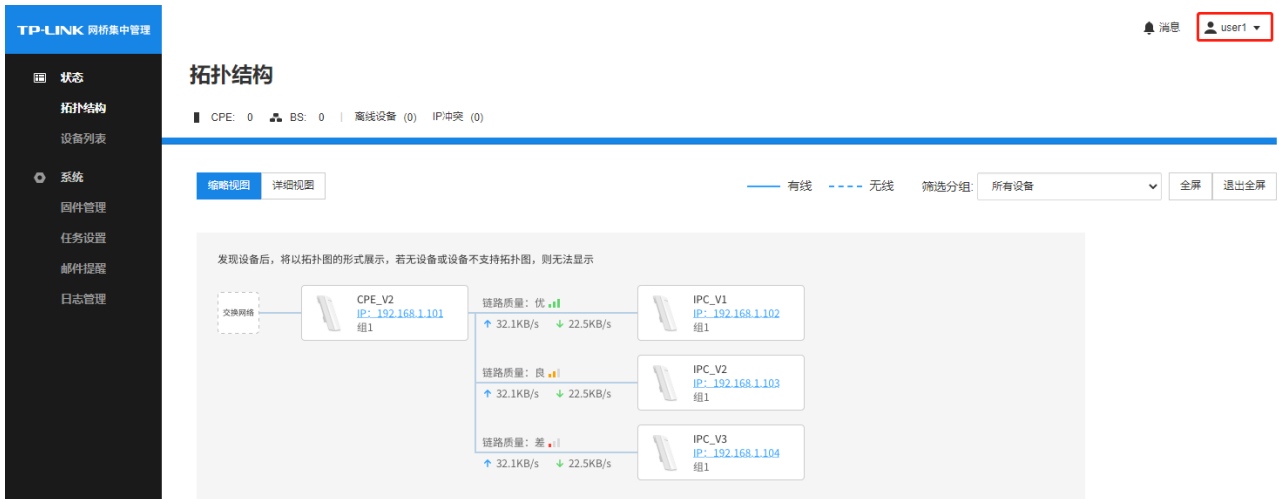 TP-LINK 网桥集中管理
消息
user1
状态
拓扑结构
设备列表
系统
固件管理
任务设置
邮件提醒
日志管理
拓扑结构
CPE: 0 BS: 0 | 离线设备 (0) IP冲突 (0)
缩略视图 详细视图 有线 无线 筛选分组: 所有设备 全屏 退出全屏
发现设备后，将以拓扑图的形式展示，若无设备或设备不支持拓扑图，则无法显示
交换网络
CPE_V2
IP: 192.168.1.101
组1
链路质量: 优
↑ 32.1KB/s ↓ 22.5KB/s
IPC_V1
IP: 192.168.1.102
组1
链路质量: 良
↑ 32.1KB/s ↓ 22.5KB/s
IPC_V2
IP: 192.168.1.103
组1
链路质量: 差
↑ 32.1KB/s ↓ 22.5KB/s
IPC_V3
IP: 192.168.1.104
组1